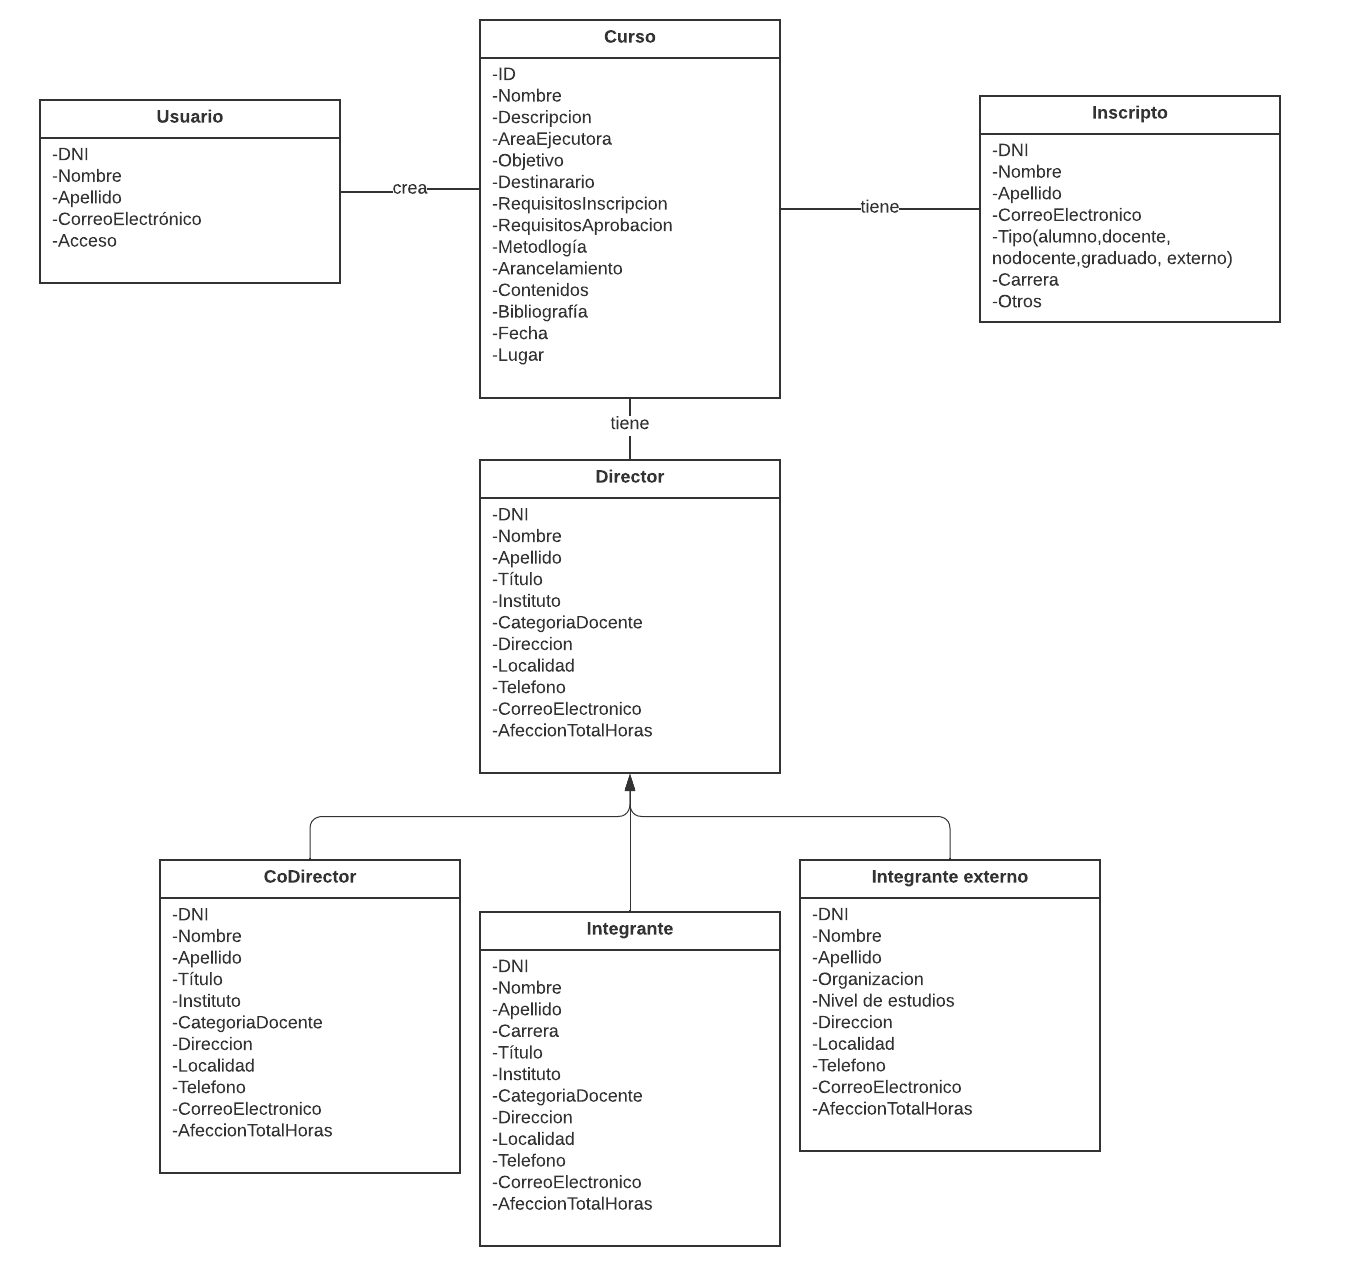 Curso
-ID
-Nombre
-Descripcion
-AreaEjecutora
-Objetivo
-Destinarario
-RequisitosInscripcion
-RequisitosAprobacion
-Metodlogía
-Arancelamiento
-Contenidos
-Bibliografía
-Fecha
-Lugar
Usuario
-DNI
-Nombre
-Apellido
-CorreoElectrónico
-Acceso
crea
Inscripto
-DNI
-Nombre
-Apellido
-CorreoElectronico
-Tipo(alumno,docente,
nodocente,graduado, externo)
-Carrera
-Otros
tiene
tiene
Director
-DNI
-Nombre
-Apellido
-Título
-Instituto
-CategoriaDocente
-Direccion
-Localidad
-Telefono
-CorreoElectronico
-AfeccionTotalHoras
CoDirector
-DNI
-Nombre
-Apellido
-Título
-Instituto
-CategoriaDocente
-Direccion
-Localidad
-Telefono
-CorreoElectronico
-AfeccionTotalHoras
Integrante
-DNI
-Nombre
-Apellido
-Carrera
-Título
-Instituto
-CategoriaDocente
-Direccion
-Localidad
-Telefono
-CorreoElectronico
-AfeccionTotalHoras
Integrante externo
-DNI
-Nombre
-Apellido
-Organizacion
-Nivel de estudios
-Direccion
-Localidad
-Telefono
-CorreoElectronico
-AfeccionTotalHoras